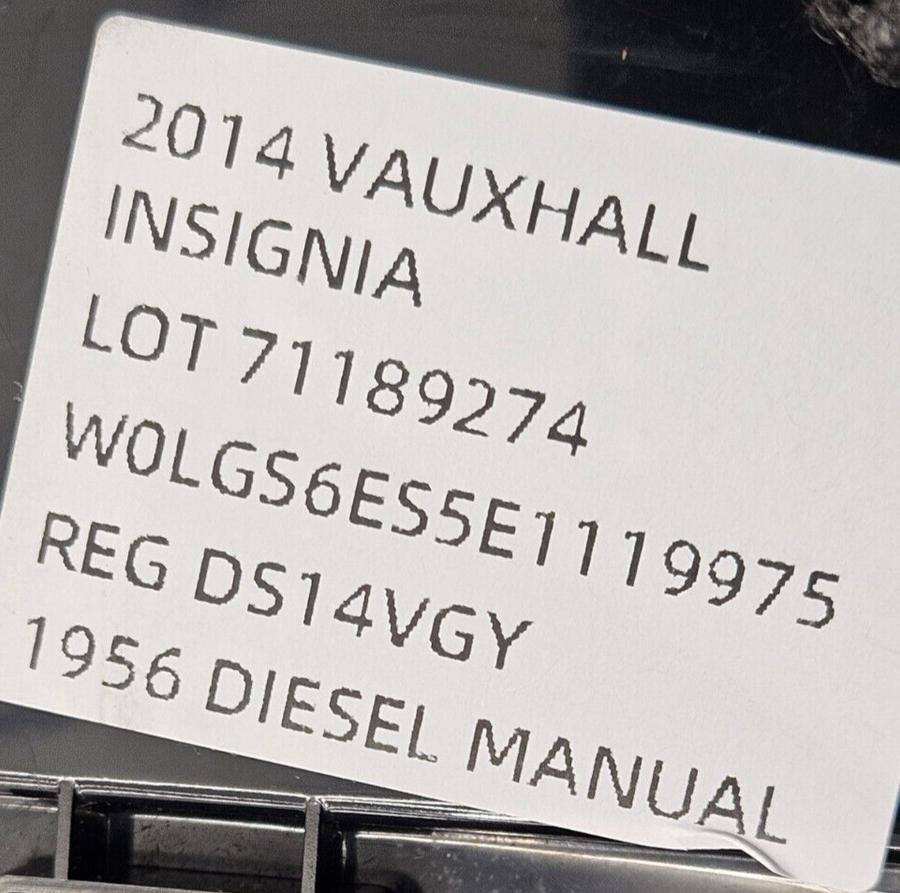 2014 VAUXHALL
INSIGNIA
LOT 71189274
W0LGS6ES5E1119975
REG DS14VGY
1956 DIESEL MANUAL